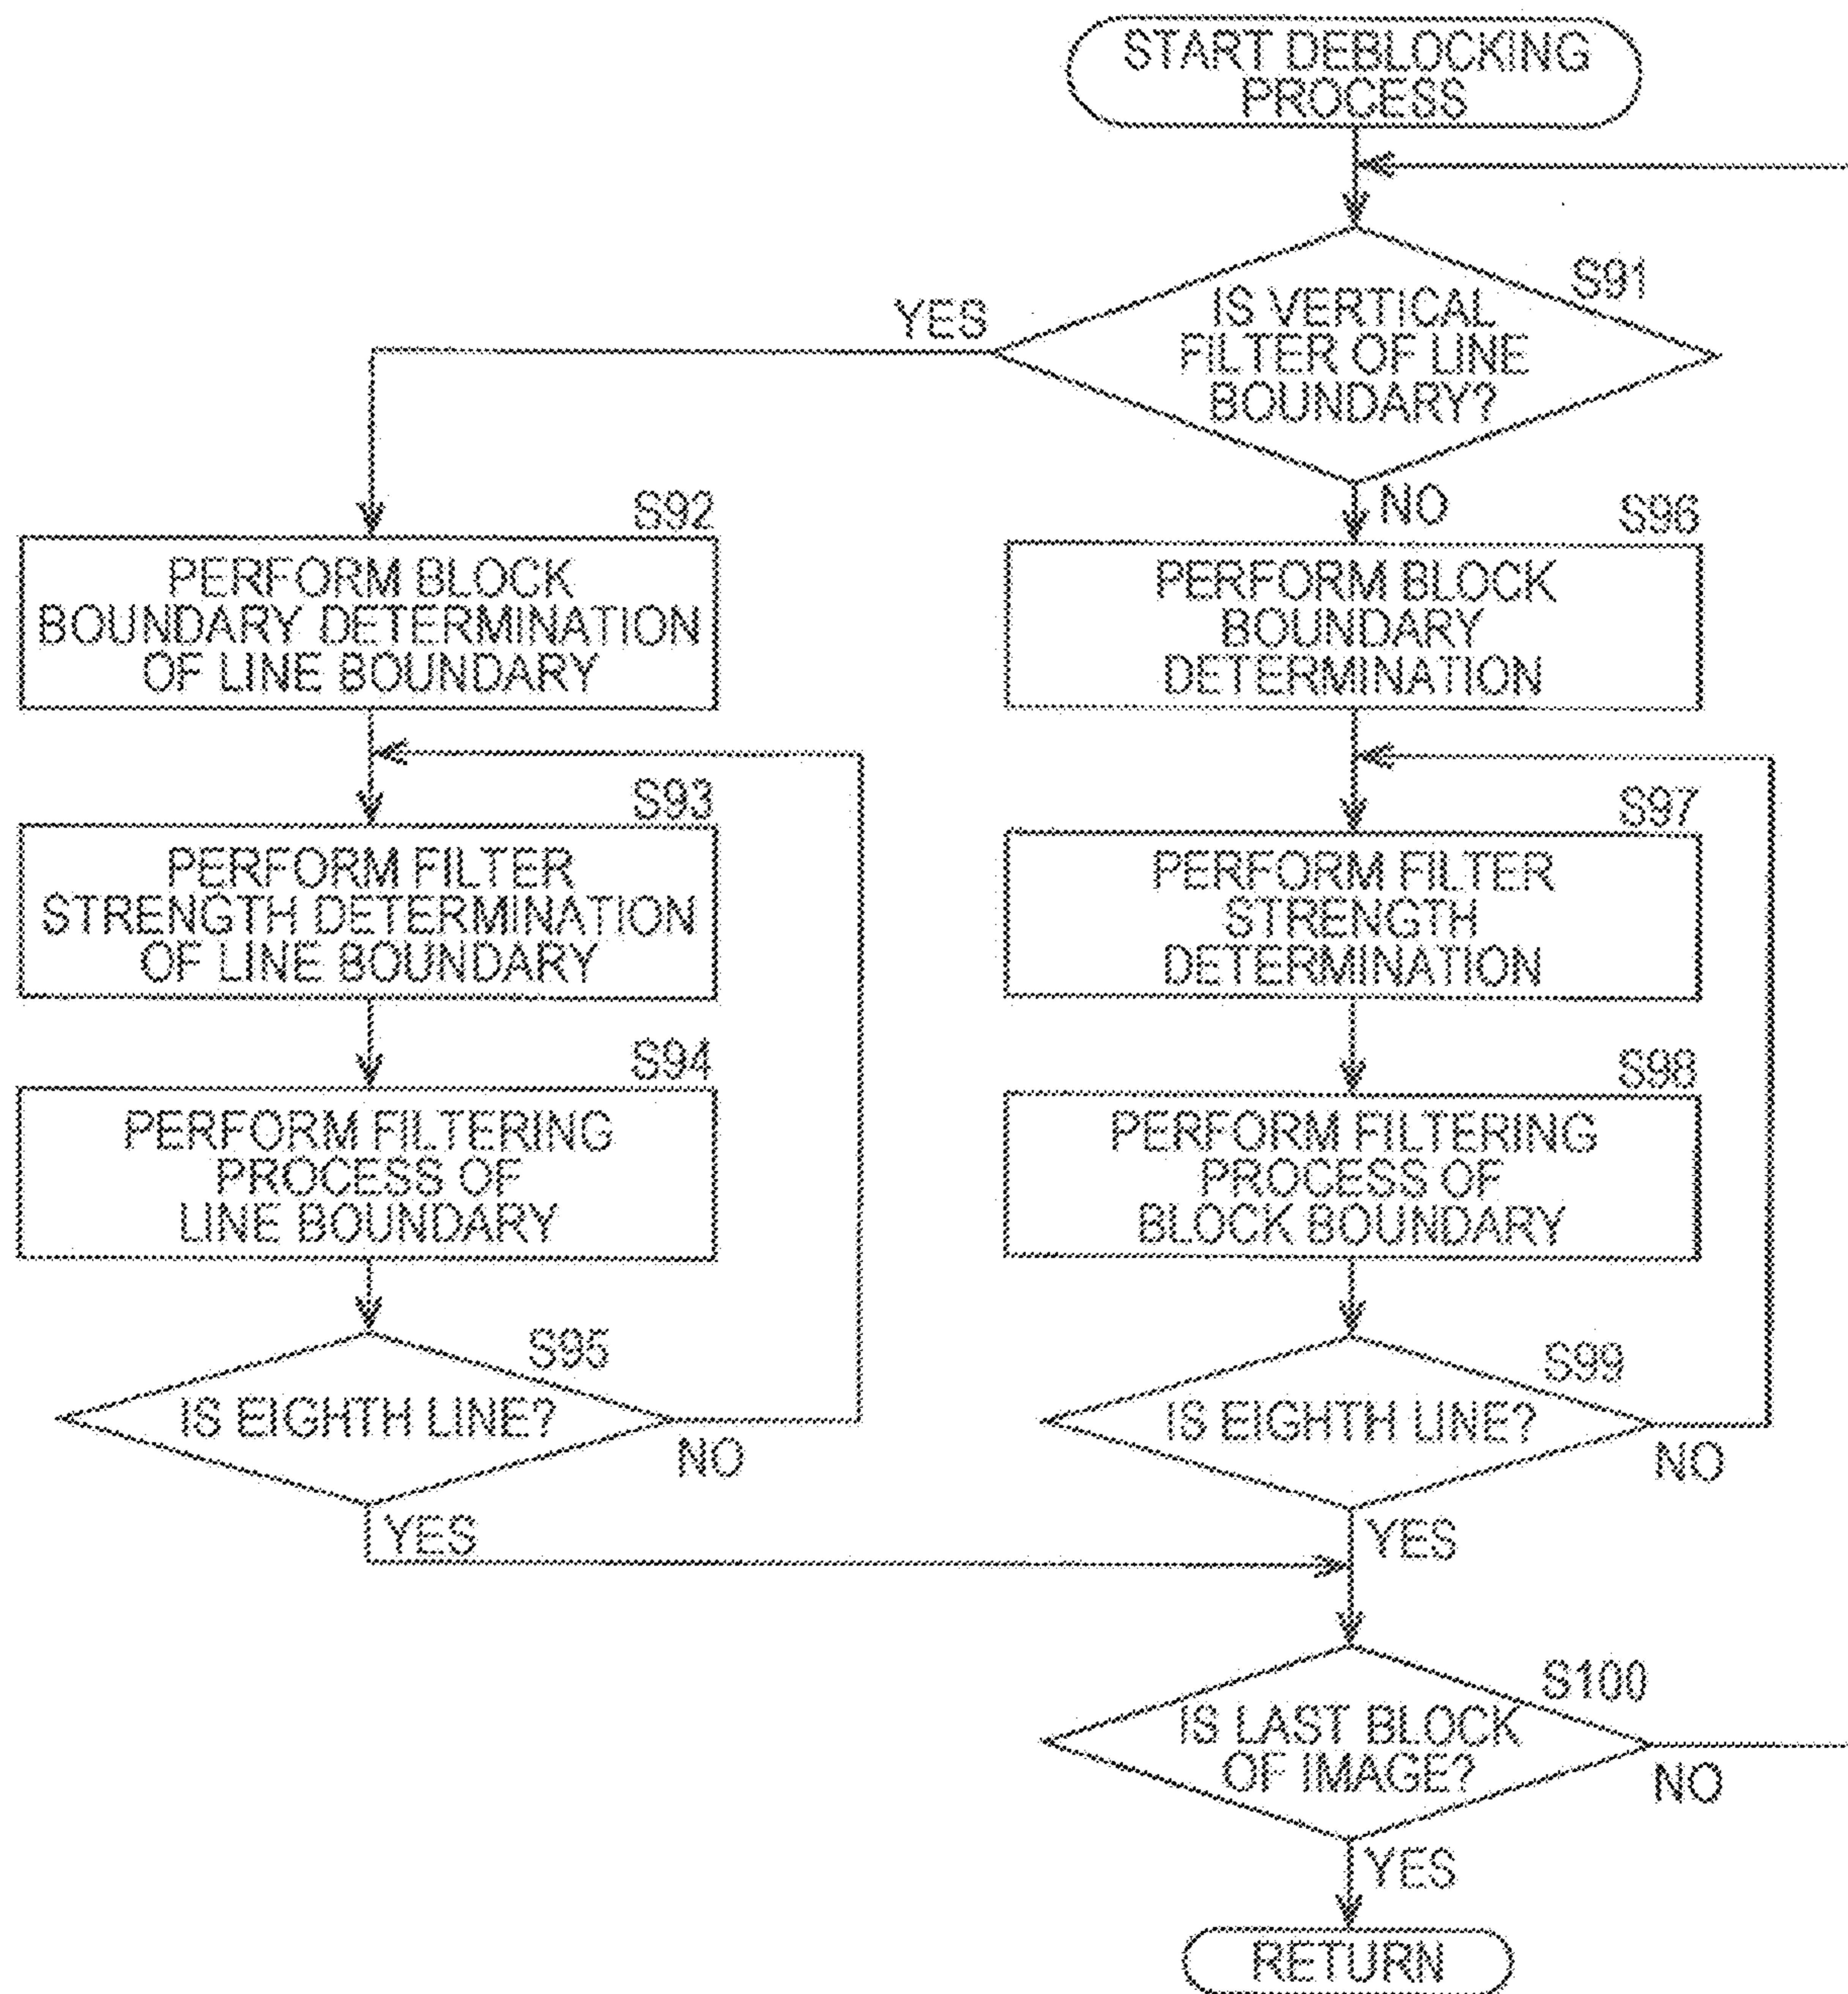 START DEBLOCKING
PROCESS
S91
IS VERTICAL
FILTER OF LINE
BOUNDARY?
YES
NO
S92
PERFORM BLOCK
BOUNDARY DETERMINATION
OF LINE BOUNDARY
S93
PERFORM FILTER
STRENGTH DETERMINATION
OF LINE BOUNDARY
S94
PERFORM FILTERING
PROCESS OF
LINE BOUNDARY
S95
IS EIGHTH LINE?
NO
YES
S96
PERFORM BLOCK
BOUNDARY
DETERMINATION
S97
PERFORM FILTER
STRENGTH
DETERMINATION
S98
PERFORM FILTERING
PROCESS OF
BLOCK BOUNDARY
S99
IS EIGHTH LINE?
NO
YES
S100
IS LAST BLOCK
OF IMAGE?
NO
YES
RETURN